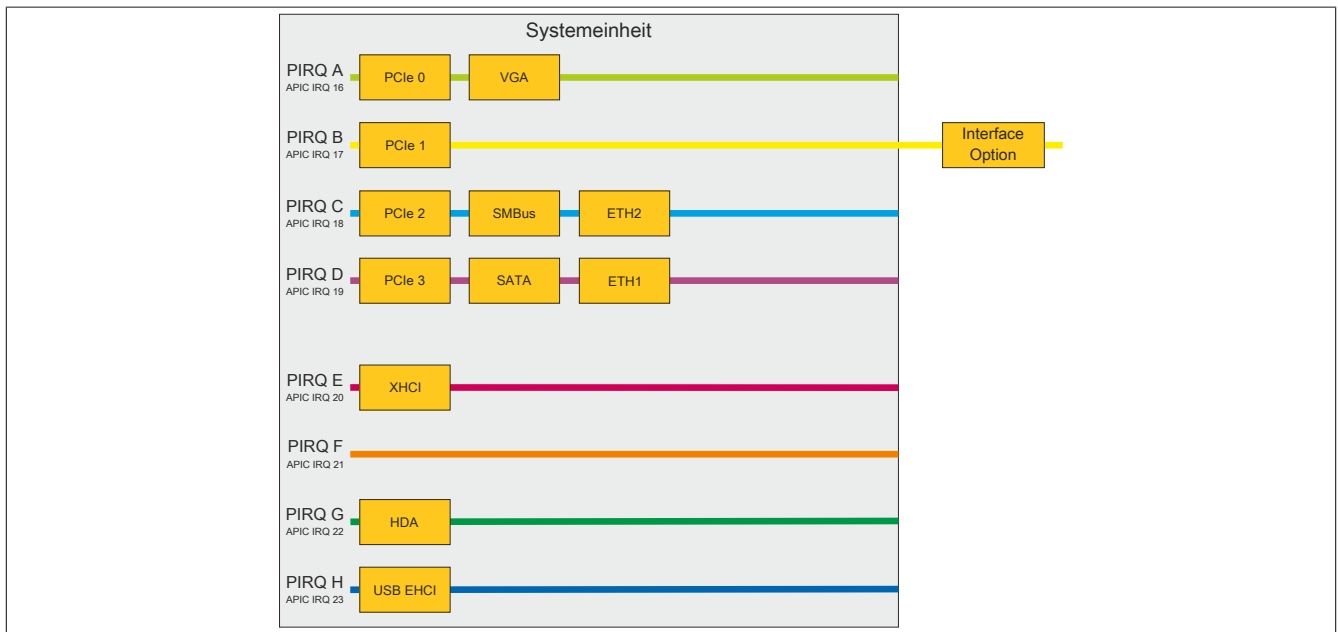 Systemeinheit
PIRQ A
APIC IRQ 16
PCIe 0
VGA
PIRQ B
APIC IRQ 17
PCIe 1
Interface
Option
PIRQ C
APIC IRQ 18
PCIe 2
SMBus
ETH2
PIRQ D
APIC IRQ 19
PCIe 3
SATA
ETH1
PIRQ E
APIC IRQ 20
XHCI
PIRQ F
APIC IRQ 21
PIRQ G
APIC IRQ 22
HDA
PIRQ H
APIC IRQ 23
USB EHCI